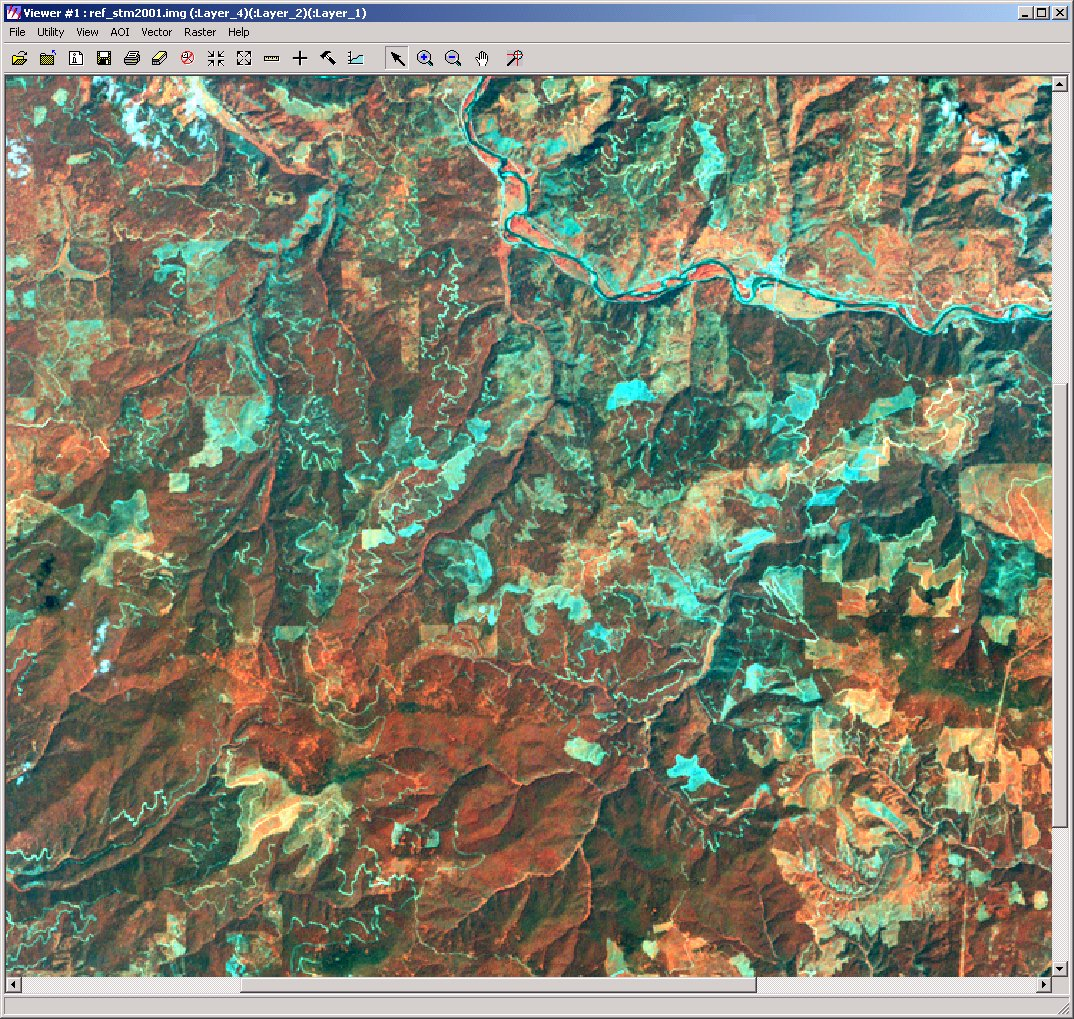 Viewer #1 : ref_stm2001.img (:Layer_4)(:Layer_2)(:Layer_1)
File Utility View AOI Vector Raster Help